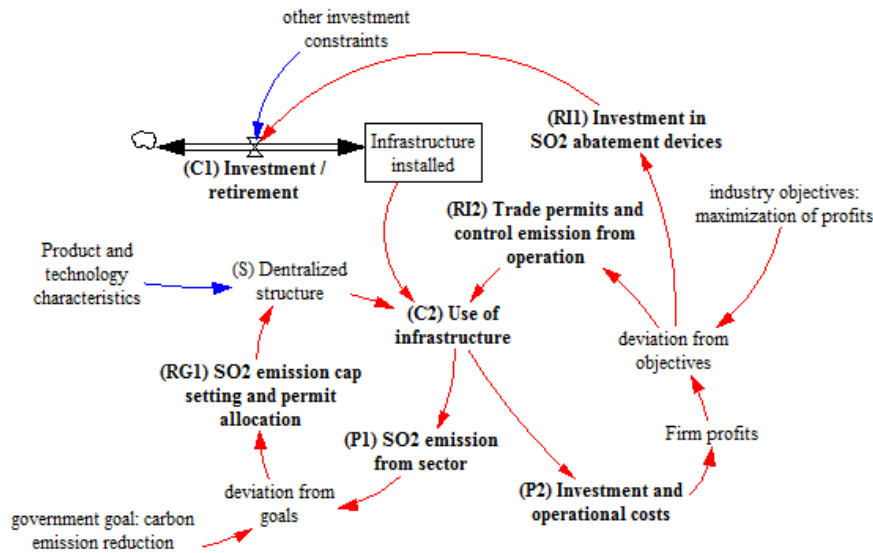 other investment
constraints
(RI1) Investment in
SO2 abatement devices
Infrastructure
installed
(C1) Investment /
retirement
industry objectives:
maximization of profits
(RI2) Trade permits and
control emission from
operation
Product and
technology
characteristics
(S) Dentralized
structure
(C2) Use of
infrastructure
deviation from
objectives
(RG1) SO2 emission cap
setting and permit
allocation
Firm profits
(P1) SO2 emission
from sector
(P2) Investment and
operational costs
deviation from
goals
government goal: carbon
emission reduction